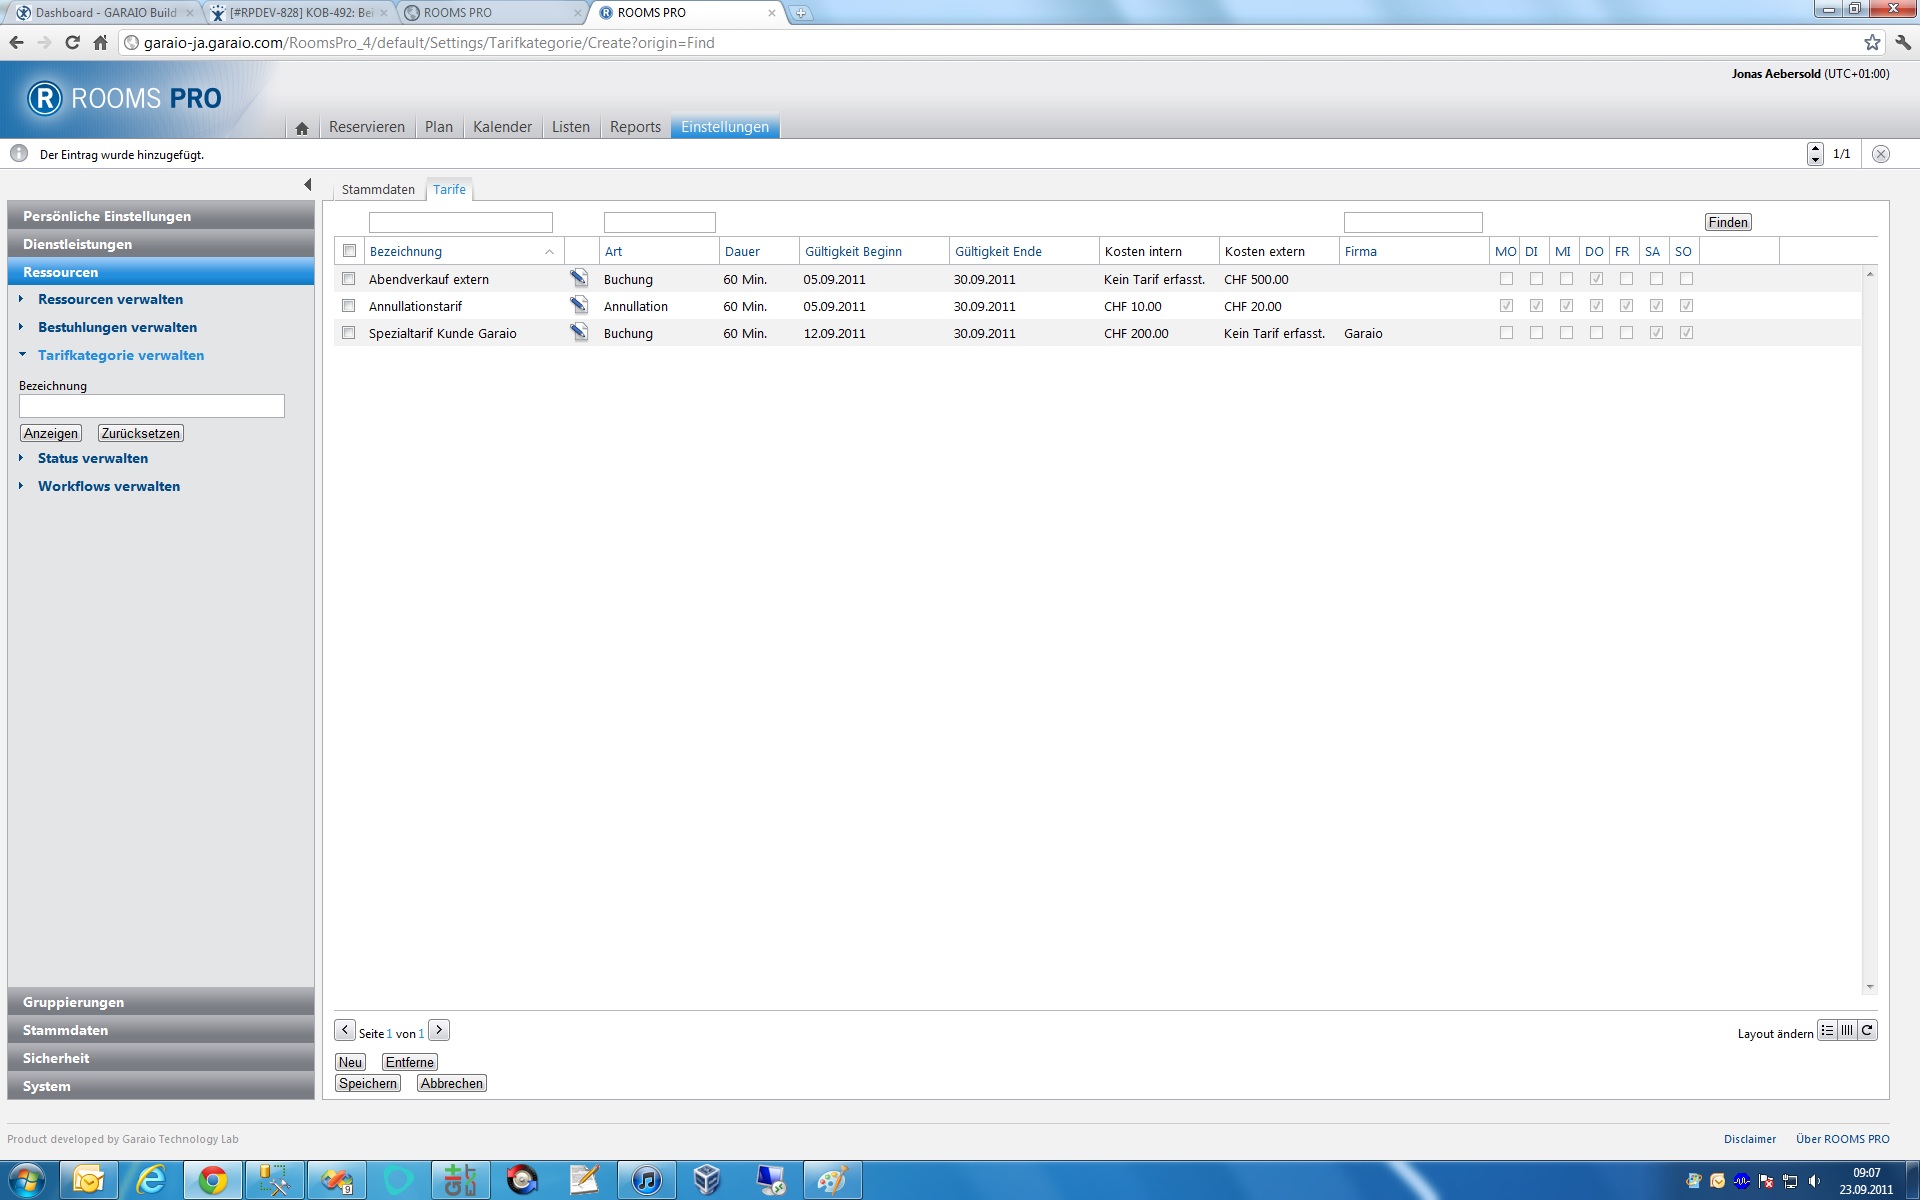 Dashboard - GARAIO Build
[#RPDEV-828] KOB-492: Bei
ROOMS PRO
ROOMS PRO
garaio-ja.garaio.com/RoomsPro_4/default/Settings/Tarifkategorie/Create?origin=Find
Jonas Aebersold (UTC+01:00)
R ROOMS PRO
Reservieren Plan Kalender Listen Reports Einstellungen
Der Eintrag wurde hinzugefügt.
1/1
Stammdaten Tarife
Persönliche Einstellungen
Dienstleistungen
Ressourcen
Ressourcen verwalten
Bestuhlungen verwalten
Tarifkategorie verwalten
Bezeichnung
Anzeigen Zurücksetzen
Status verwalten
Workflows verwalten
Gruppierungen
Stammdaten
Sicherheit
System
Finden
Bezeichnung Art Dauer Gültigkeit Beginn Gültigkeit Ende Kosten intern Kosten extern Firma MO DI MI DO FR SA SO
Abendverkauf extern Buchung 60 Min. 05.09.2011 30.09.2011 Kein Tarif erfasst. CHF 500.00
Annullationstarif Annullation 60 Min. 05.09.2011 30.09.2011 CHF 10.00 CHF 20.00
Spezialtarif Kunde Garaio Buchung 60 Min. 12.09.2011 30.09.2011 CHF 200.00 Kein Tarif erfasst. Garaio
< Seite 1 von 1 >
Layout ändern
Neu Entferne
Speichern Abbrechen
Product developed by Garaio Technology Lab
Disclaimer Über ROOMS PRO
09:07
23.09.2011